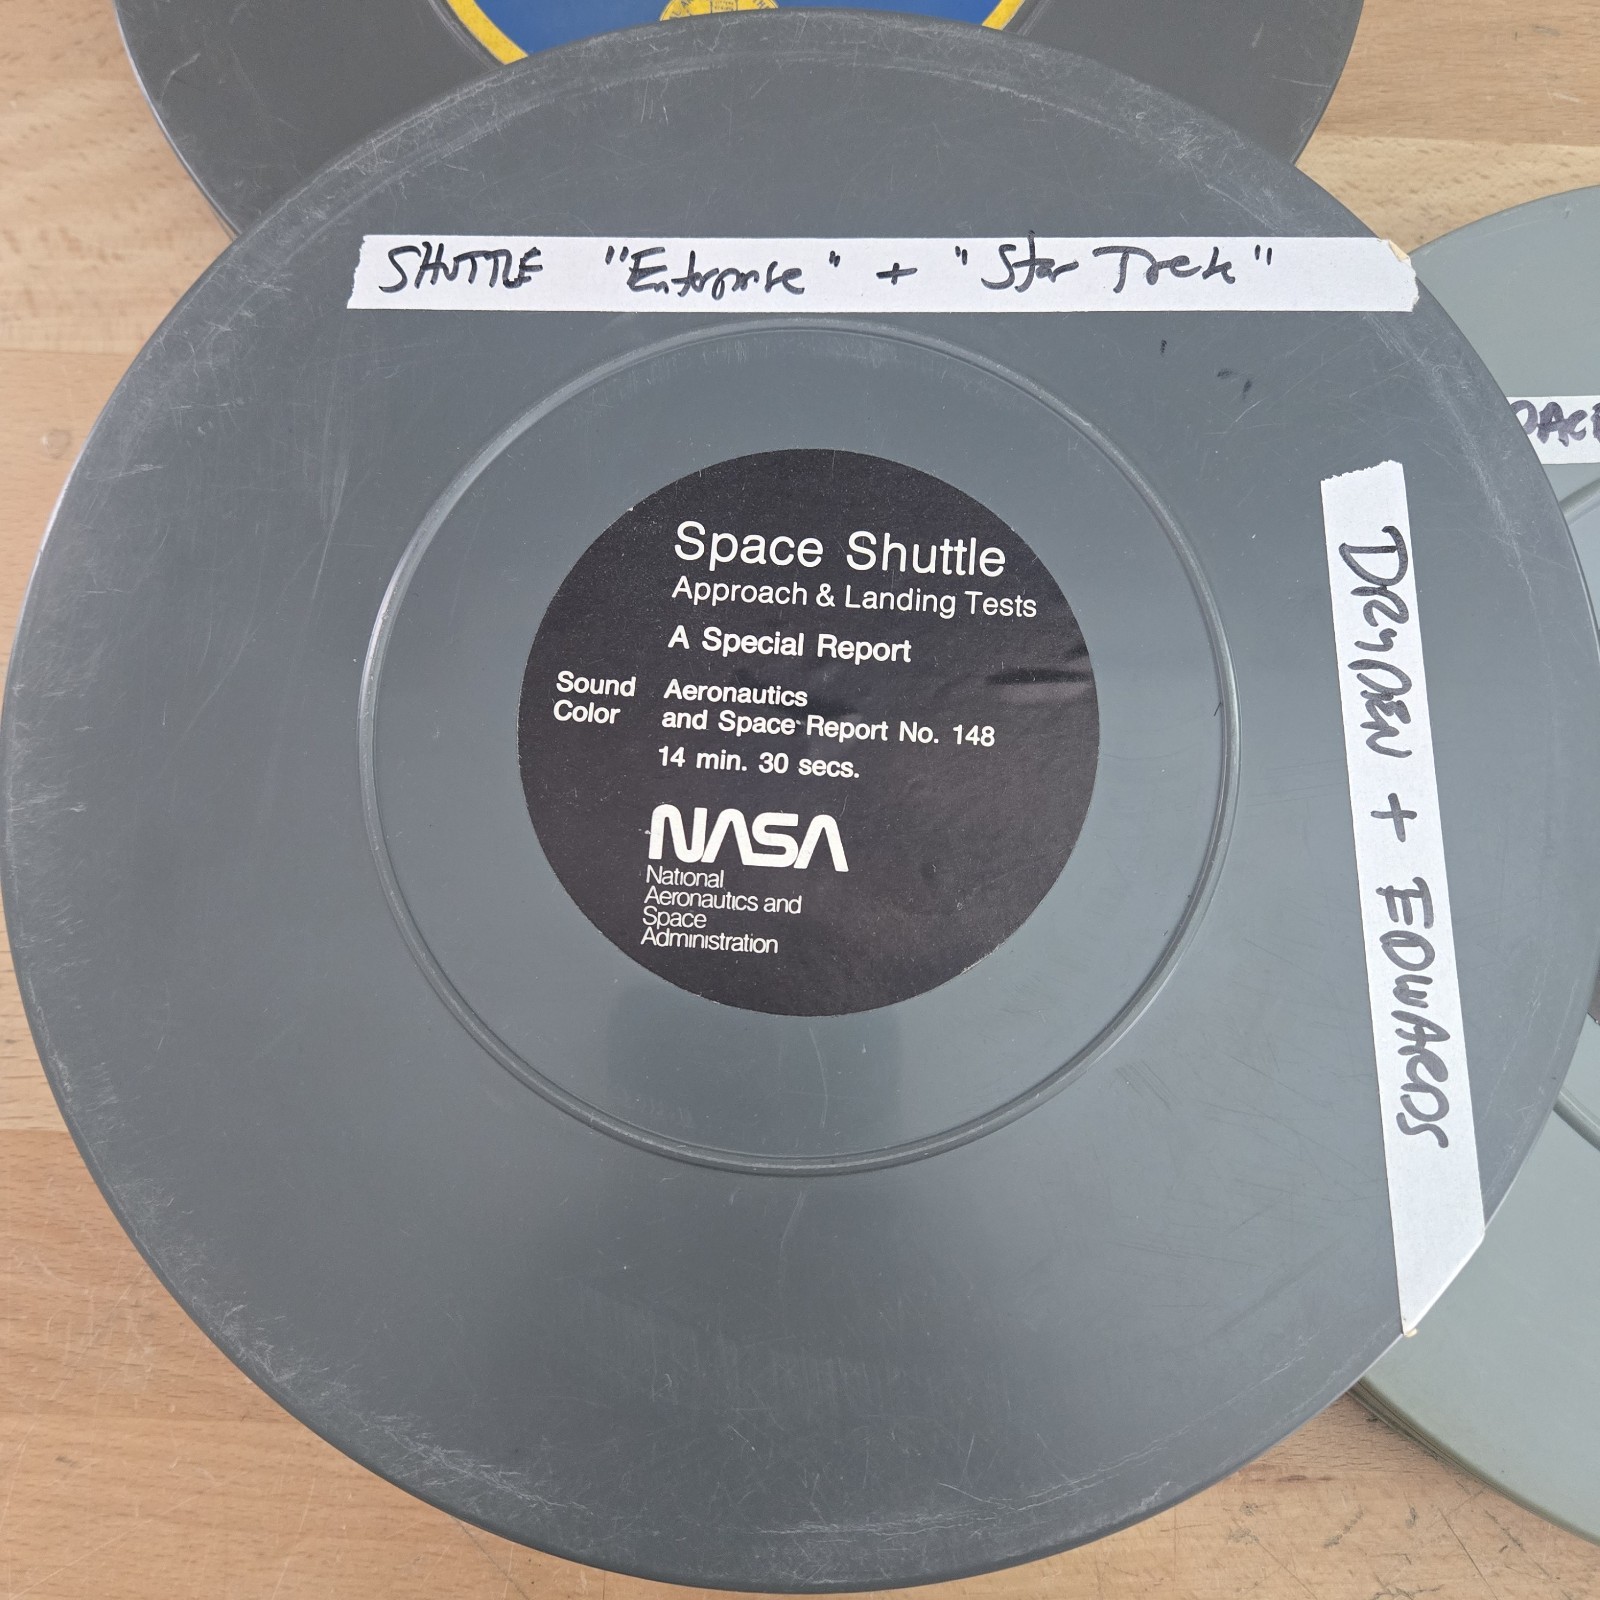 SHUTTLE "Enterprise" + "Star Trek"
Space Shuttle
Approach & Landing Tests
A Special Report
Sound Aeronautics
Color and Space Report No. 148
14 min. 30 secs.
NASA
National
Aeronautics and
Space
Administration
DRYDEN + EDWARDS